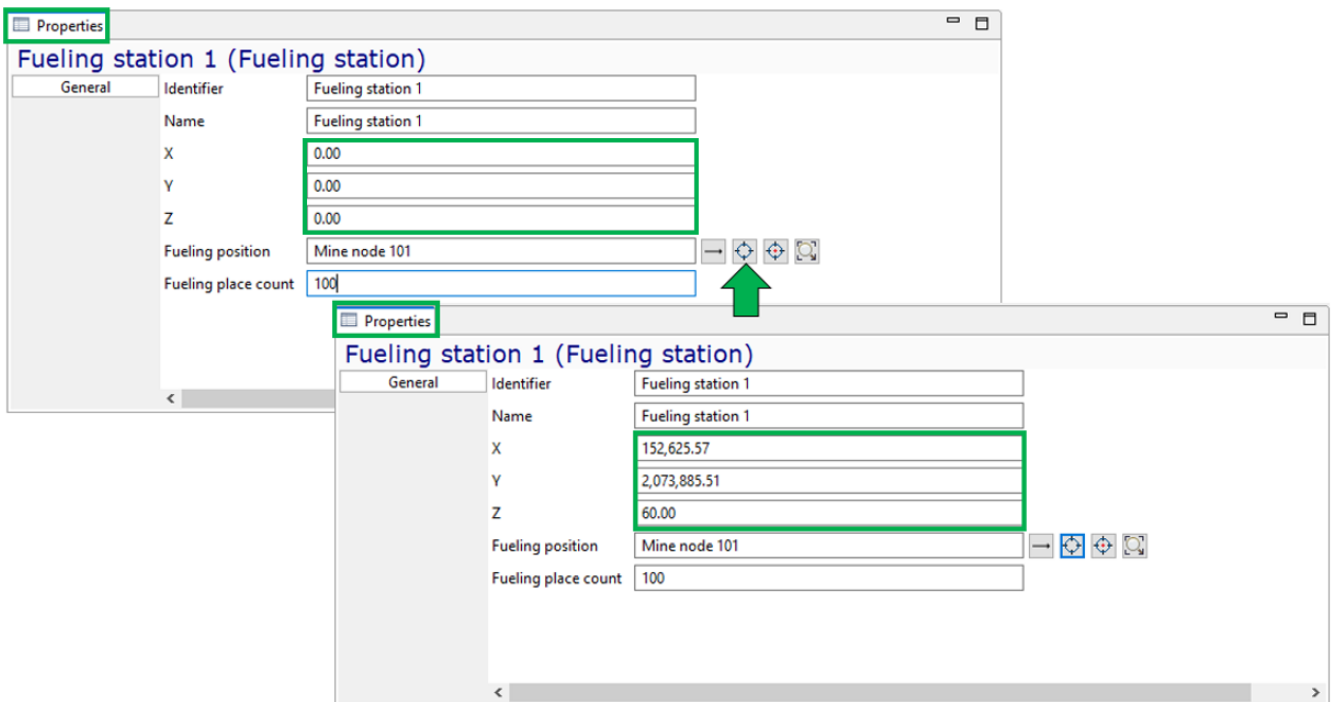 Properties
Fueling station 1 (Fueling station)
General
Identifier Fueling station 1
Name Fueling station 1
X 0.00
Y 0.00
Z 0.00
Fueling position Mine node 101
Fueling place count 100
Properties
Fueling station 1 (Fueling station)
General
Identifier Fueling station 1
Name Fueling station 1
X 152,625.57
Y 2,073,885.51
Z 60.00
Fueling position Mine node 101
Fueling place count 100